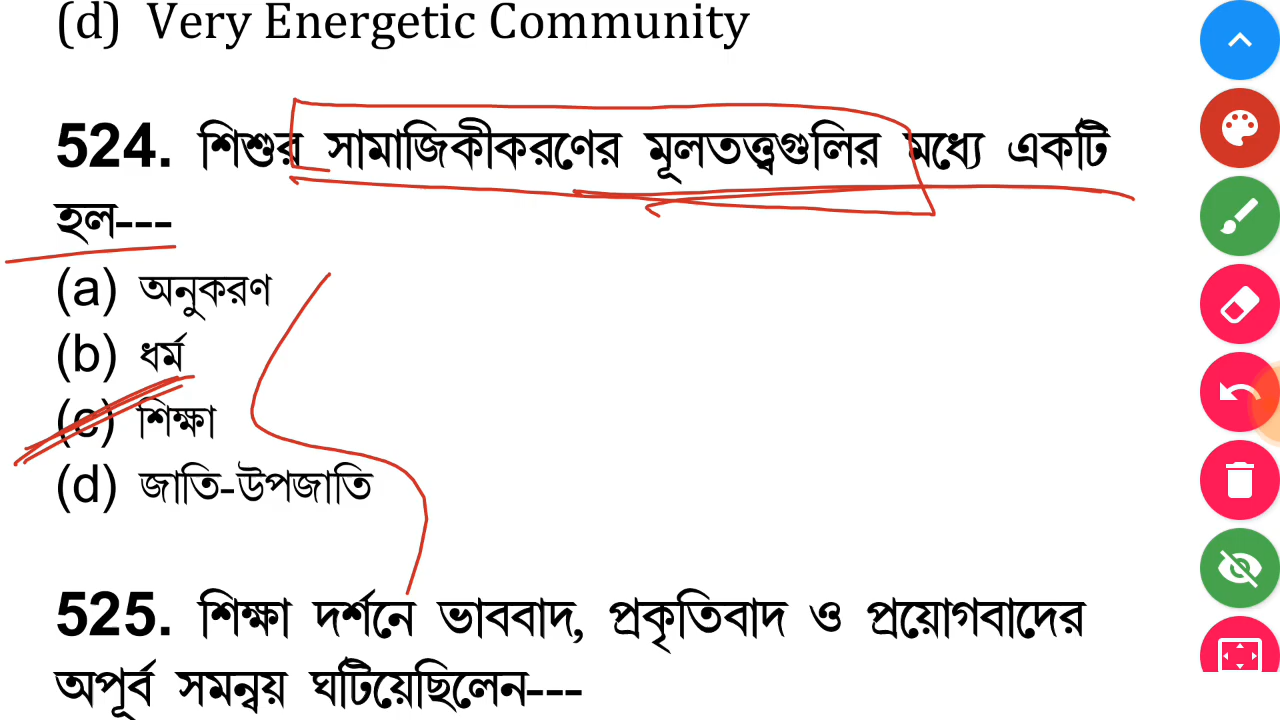 (d) Very Energetic Community
524. শিশুর সামাজিকীকরণের মূলতত্ত্বগুলির মধ্যে একটি
হল---
(a) অনুকরণ
(b) ধর্ম
(c) শিক্ষা
(d) জাতি-উপজাতি
525. শিক্ষা দর্শনে ভাববাদ, প্রকৃতিবাদ ও প্রয়োগবাদের
অপূর্ব সমন্বয় ঘটিয়েছিলেন---